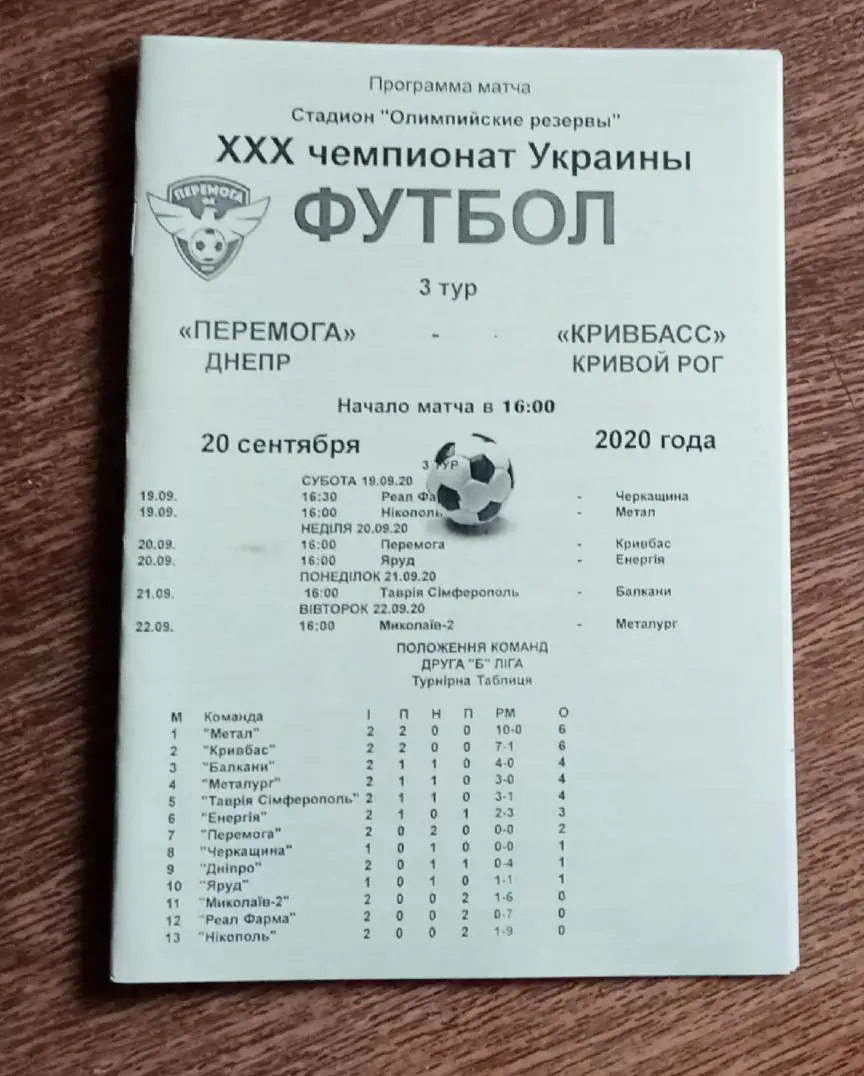 Программа матча
Стадион "Олимпийские резервы"
XXX чемпионат Украины
ПЕРЕМОГА
ФУТБОЛ
3 тур
«ПЕРЕМОГА» - «КРИВБАСС»
ДНЕПР КРИВОЙ РОГ
Начало матча в 16:00
20 сентября 2020 года
3 ТУР
СУБОТА 19.09.20
19.09. 16:30 Реал - Черкащина
19.09. 16:00 Нікополь - Метал
НЕДІЛЯ 20.09.20
20.09. 16:00 Перемога - Кривбас
20.09. 16:00 Яруд - Енергія
ПОНЕДІЛОК 21.09.20
21.09. 16:00 Таврія Сімферополь - Балкани
ВІВТОРОК 22.09.20
22.09. 16:00 Миколаїв-2 - Металург
ПОЛОЖЕННЯ КОМАНД
ДРУГА "Б" ЛІГА
Турнірна Таблиця
М Команда І П Н П РМ О
1 "Метал" 2 2 0 0 10-0 6
2 "Кривбас" 2 2 0 0 7-1 6
3 "Балкани" 2 1 1 0 4-0 4
4 "Металург" 2 1 1 0 3-0 4
5 "Таврія Сімферополь" 2 1 1 0 3-1 4
6 "Енергія" 2 1 0 1 2-3 3
7 "Перемога" 2 0 2 0 0-0 2
8 "Черкащина" 1 0 1 0 0-0 1
9 "Дніпро" 2 0 1 1 0-4 1
10 "Яруд" 1 0 1 0 1-1 1
11 "Миколаїв-2" 2 0 0 2 1-6 0
12 "Реал Фарма" 2 0 0 2 0-7 0
13 "Нікополь" 2 0 0 2 1-9 0